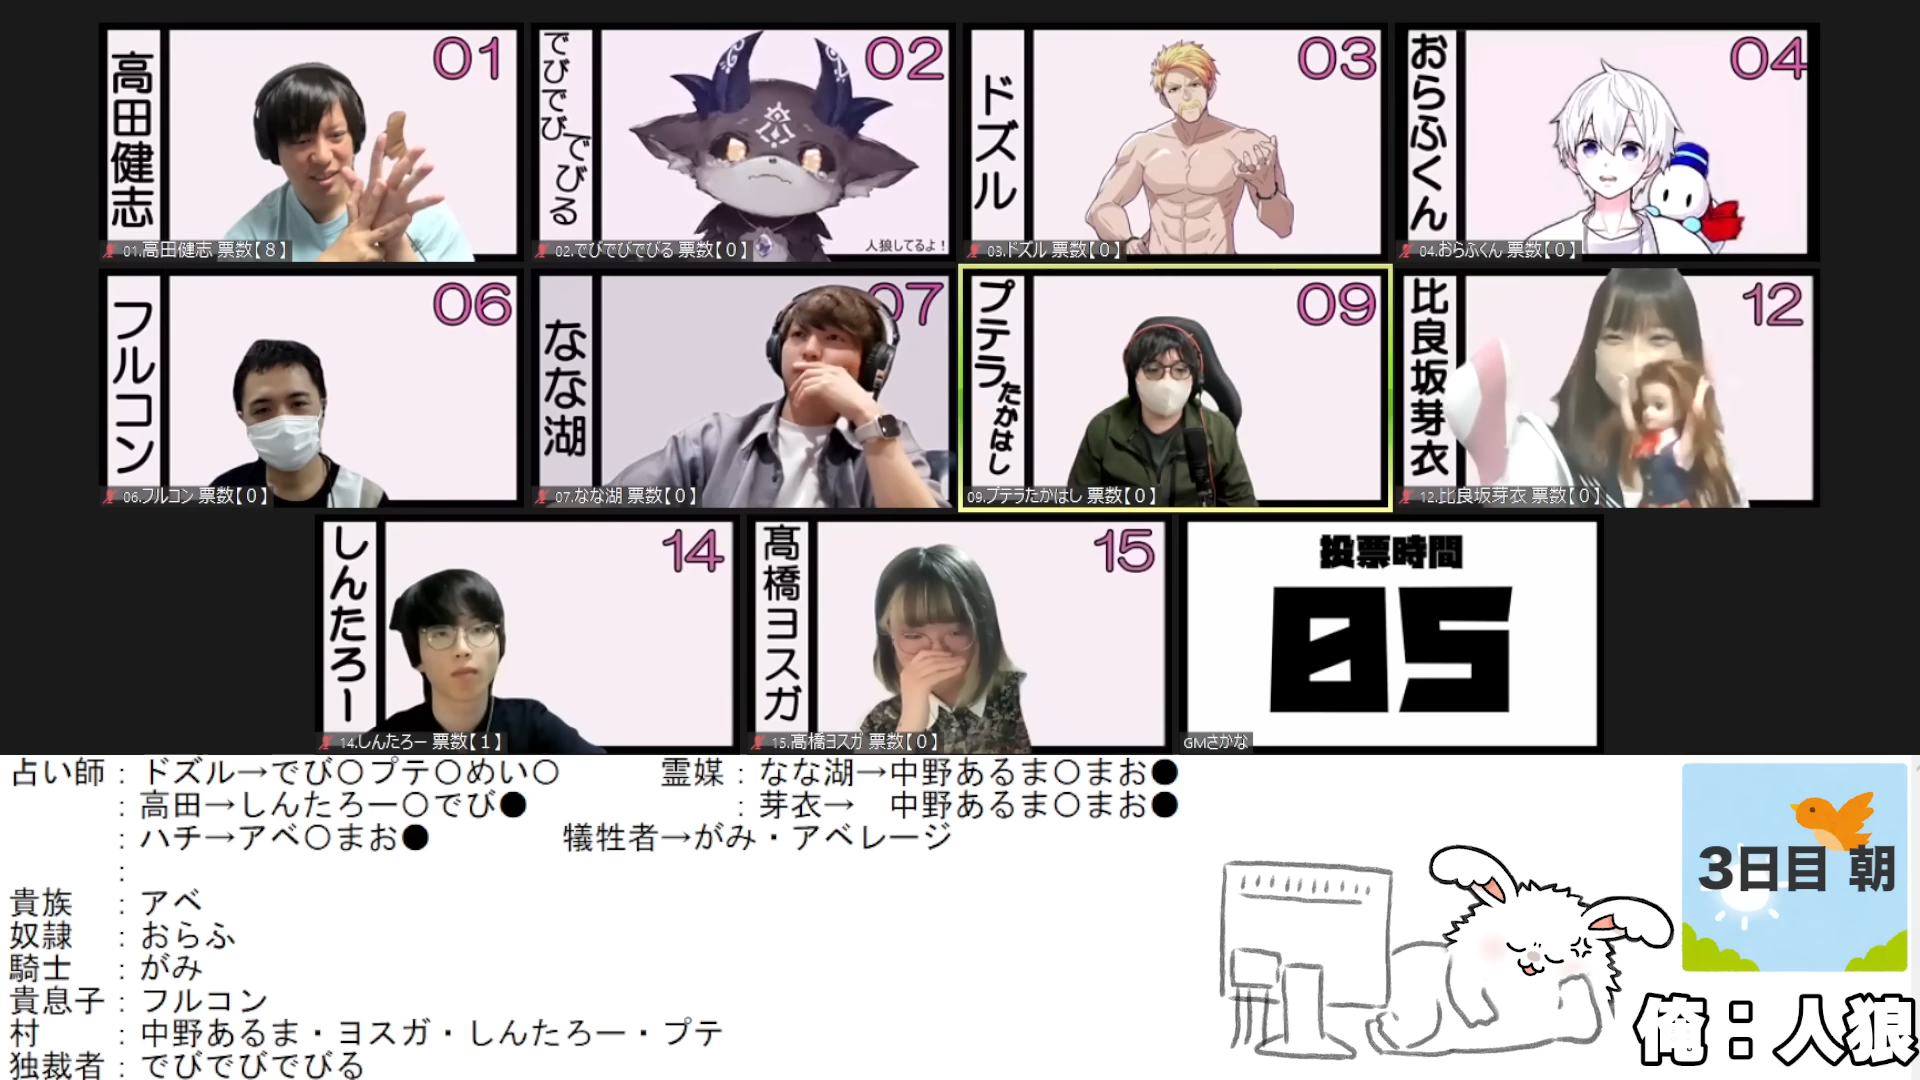 高田健志
01
01.高田健志 票数【8】
でびでびでびる
02
人狼してるよ！
02.でびでびでびる 票数【0】
ドズル
03
03.ドズル 票数【0】
おらふくん
04
04.おらふくん 票数【0】
フルコン
06
06.フルコン 票数【0】
なな湖
07
07.なな湖 票数【0】
プテラたかはし
09
09.プテラたかはし 票数【0】
比良坂芽衣
12
12.比良坂芽衣 票数【0】
しんたろー
14
14.しんたろー 票数【1】
髙橋ヨスガ
15
15.髙橋ヨスガ 票数【0】
投票時間
05
GMさかな
占い師：ドズル→でび〇プテ〇めい〇
：高田→しんたろー〇でび●
：ハチ→アベ〇まお●
：
霊媒：なな湖→中野あるま〇まお●
：芽衣→　中野あるま〇まお●
犠牲者→がみ・アベレージ
貴族　：アベ
奴隷　：おらふ
騎士　：がみ
貴息子：フルコン
村　　：中野あるま・ヨスガ・しんたろー・プテ
独裁者：でびでびでびる
3日目 朝
俺：人狼